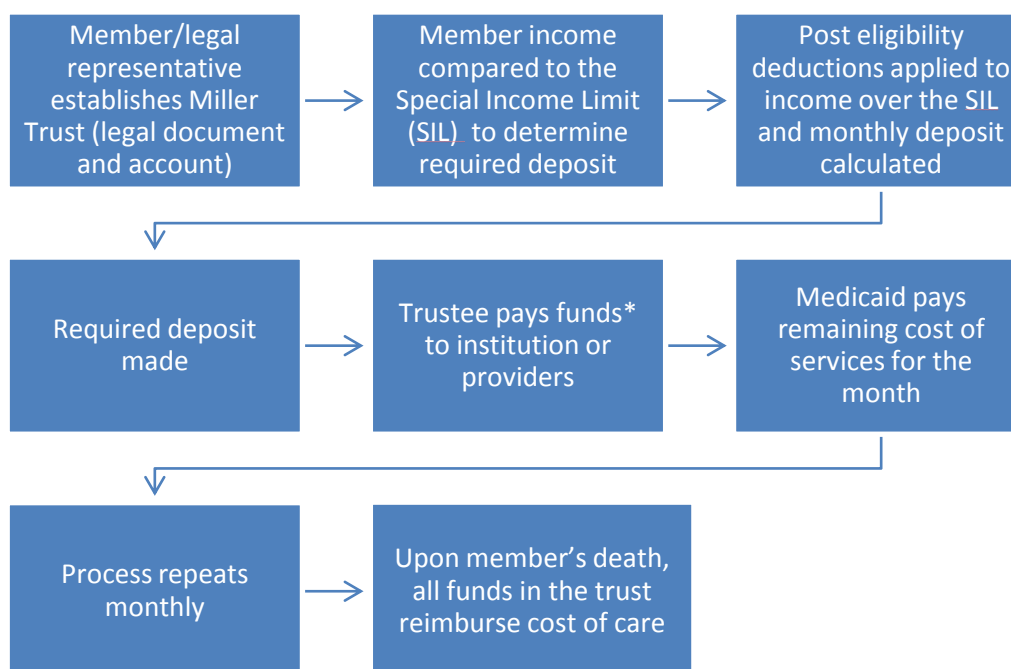 Member/legal
representative
establishes Miller
Trust (legal document
and account)
Member income
compared to the
Special Income Limit
(SIL) to determine
required deposit
Post eligibility
deductions applied to
income over the SIL
and monthly deposit
calculated
Required deposit
made
Trustee pays funds*
to institution or
providers
Medicaid pays
remaining cost of
services for the
month
Process repeats
monthly
Upon member’s death,
all funds in the trust
reimburse cost of care